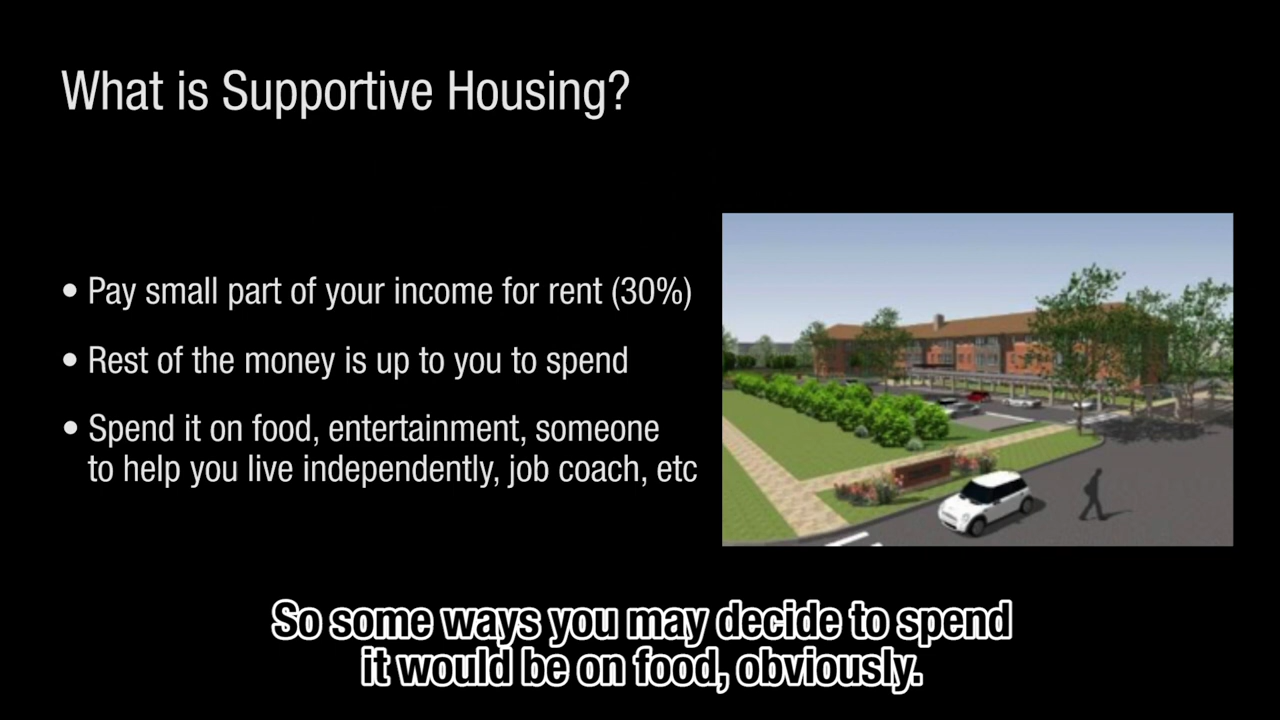 What is Supportive Housing?
• Pay small part of your income for rent (30%)
• Rest of the money is up to you to spend
• Spend it on food, entertainment, someone
to help you live independently, job coach, etc
So some ways you may decide to spend
it would be on food, obviously.